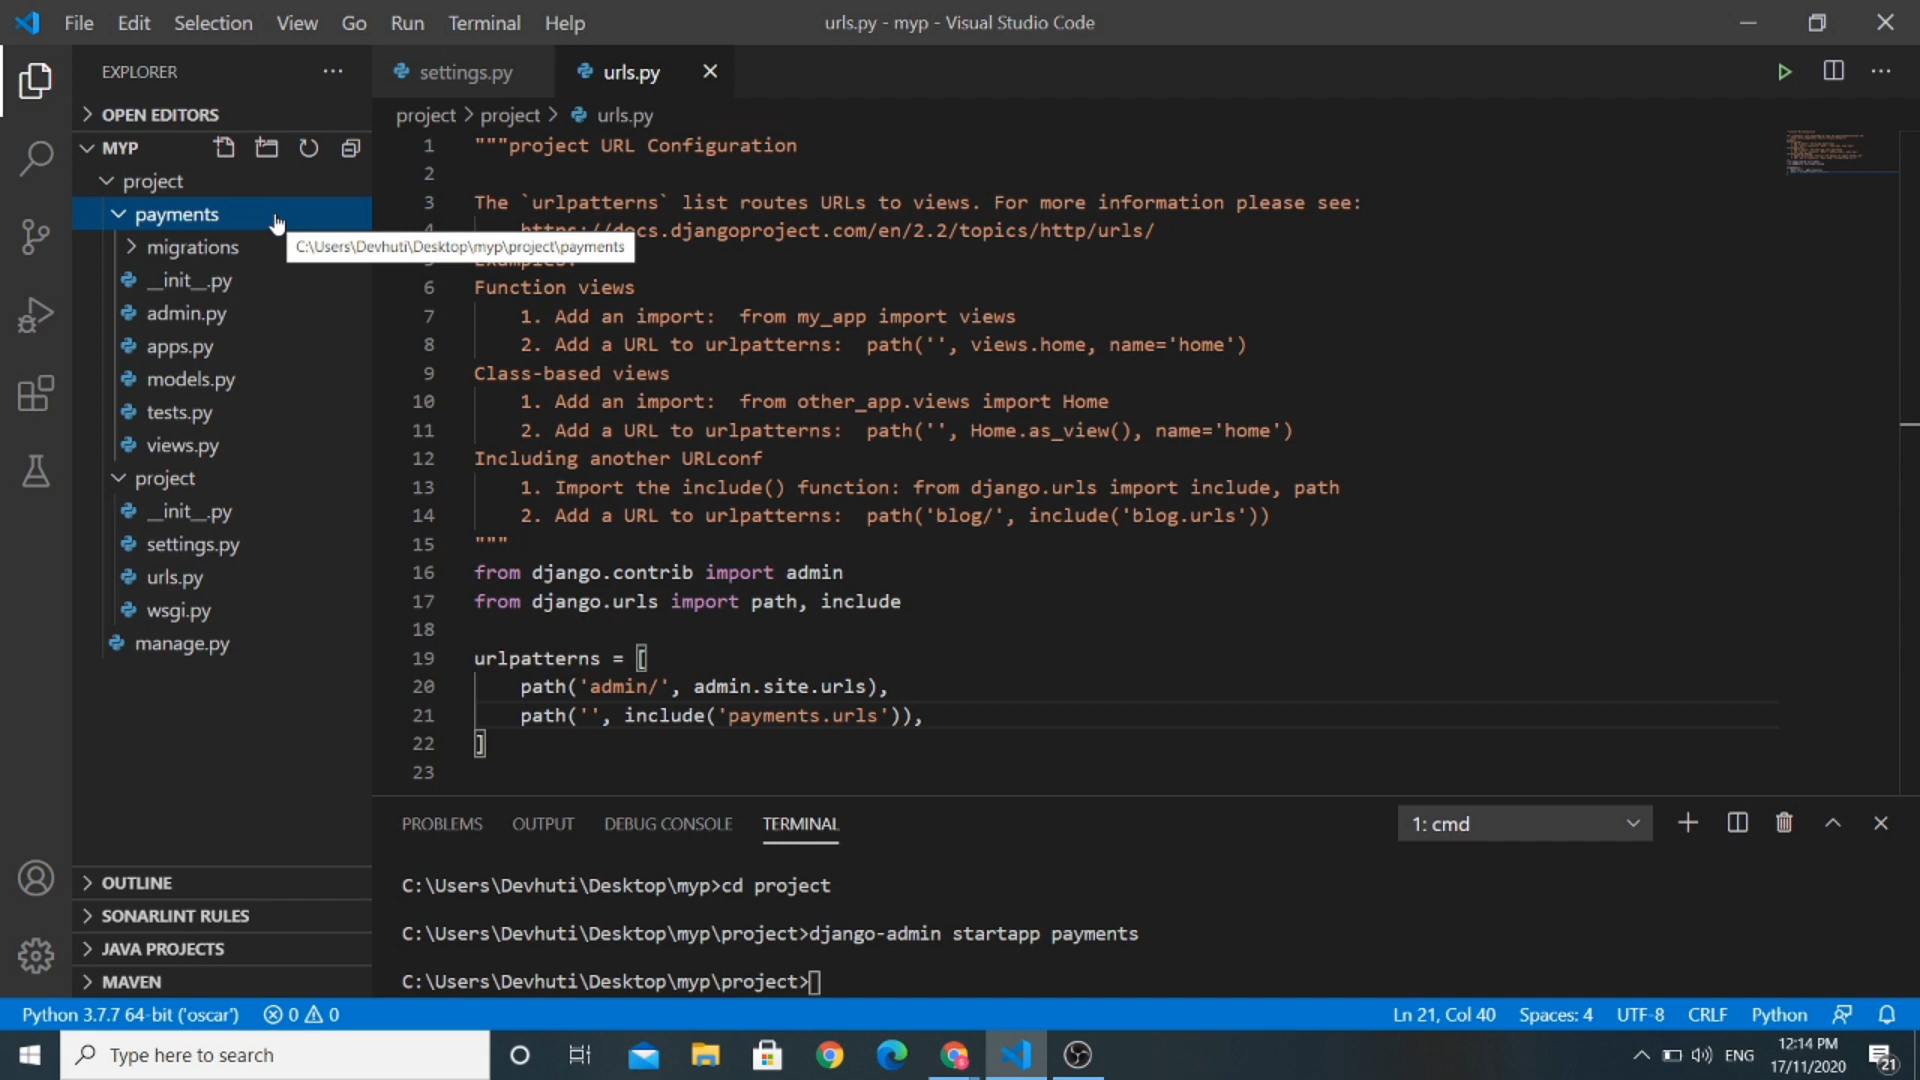 File Edit Selection View Go Run Terminal Help
urls.py - myp - Visual Studio Code
EXPLORER
OPEN EDITORS
MYP
project
payments
C:\Users\Devhuti\Desktop\myp\project\payments
migrations
__init__.py
admin.py
apps.py
models.py
tests.py
views.py
project
__init__.py
settings.py
urls.py
wsgi.py
manage.py
OUTLINE
SONARLINT RULES
JAVA PROJECTS
MAVEN
settings.py urls.py
project > project > urls.py
1 """project URL Configuration
2
3 The `urlpatterns` list routes URLs to views. For more information please see:
4 https://docs.djangoproject.com/en/2.2/topics/http/urls/
5 Examples:
6 Function views
7 1. Add an import:  from my_app import views
8 2. Add a URL to urlpatterns:  path('', views.home, name='home')
9 Class-based views
10 1. Add an import:  from other_app.views import Home
11 2. Add a URL to urlpatterns:  path('', Home.as_view(), name='home')
12 Including another URLconf
13 1. Import the include() function: from django.urls import include, path
14 2. Add a URL to urlpatterns:  path('blog/', include('blog.urls'))
15 """
16 from django.contrib import admin
17 from django.urls import path, include
18
19 urlpatterns = [
20 path('admin/', admin.site.urls),
21 path('', include('payments.urls')),
22 ]
23
PROBLEMS OUTPUT DEBUG CONSOLE TERMINAL
1: cmd
C:\Users\Devhuti\Desktop\myp>cd project
C:\Users\Devhuti\Desktop\myp\project>django-admin startapp payments
C:\Users\Devhuti\Desktop\myp\project>
Python 3.7.7 64-bit ('oscar') 0 0
Ln 21, Col 40 Spaces: 4 UTF-8 CRLF Python
Type here to search
ENG
12:14 PM
17/11/2020
21